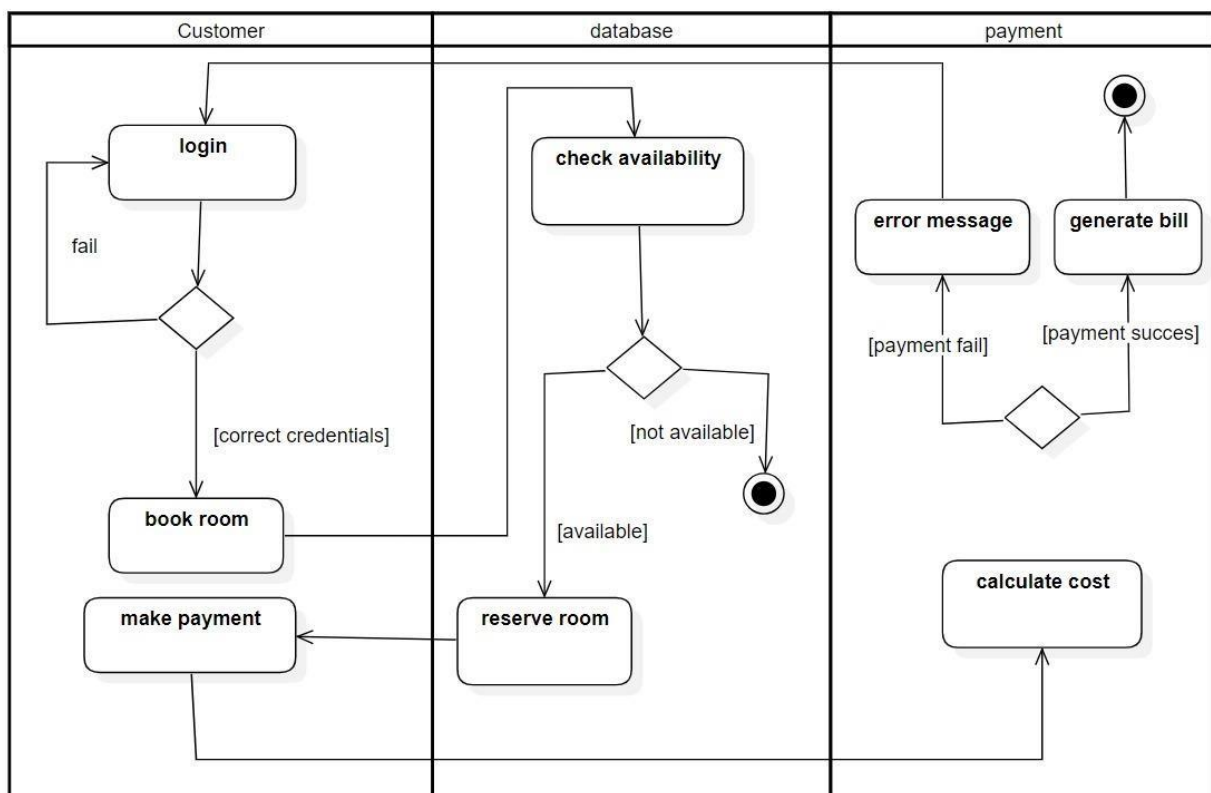 Customer
database
payment
login
fail
[correct credentials]
book room
make payment
check availability
[not available]
[available]
reserve room
error message
generate bill
[payment fail]
[payment succes]
calculate cost